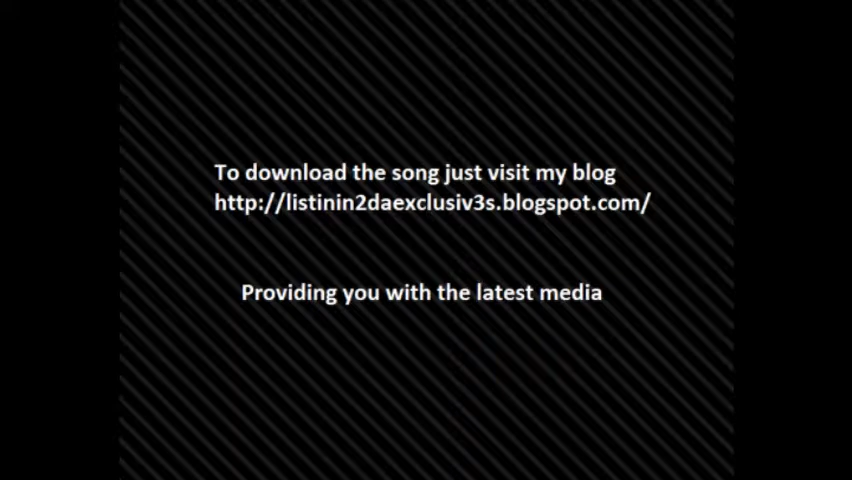 To download the song just visit my blog
http://listinin2daexclusiv3s.blogspot.com/
Providing you with the latest media